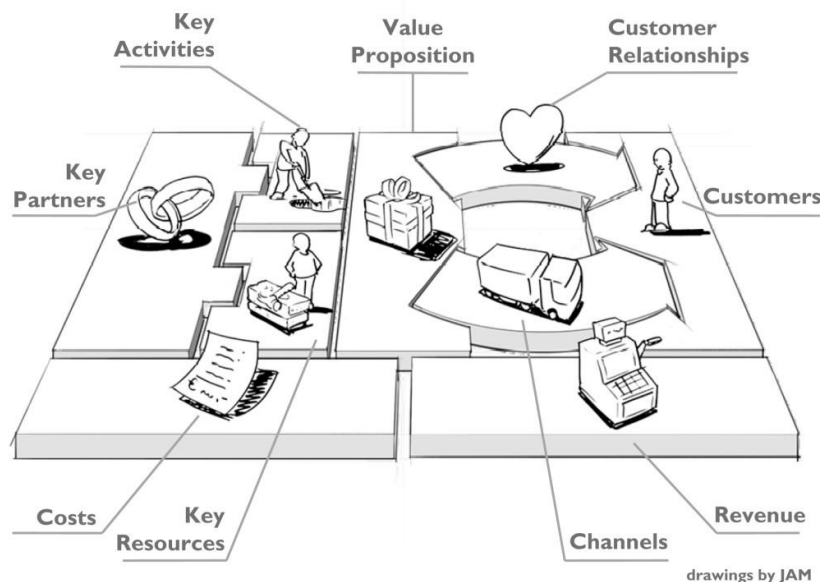 Key
Activities
Value
Proposition
Customer
Relationships
Key
Partners
Customers
Costs
Key
Resources
Channels
Revenue
drawings by JAM